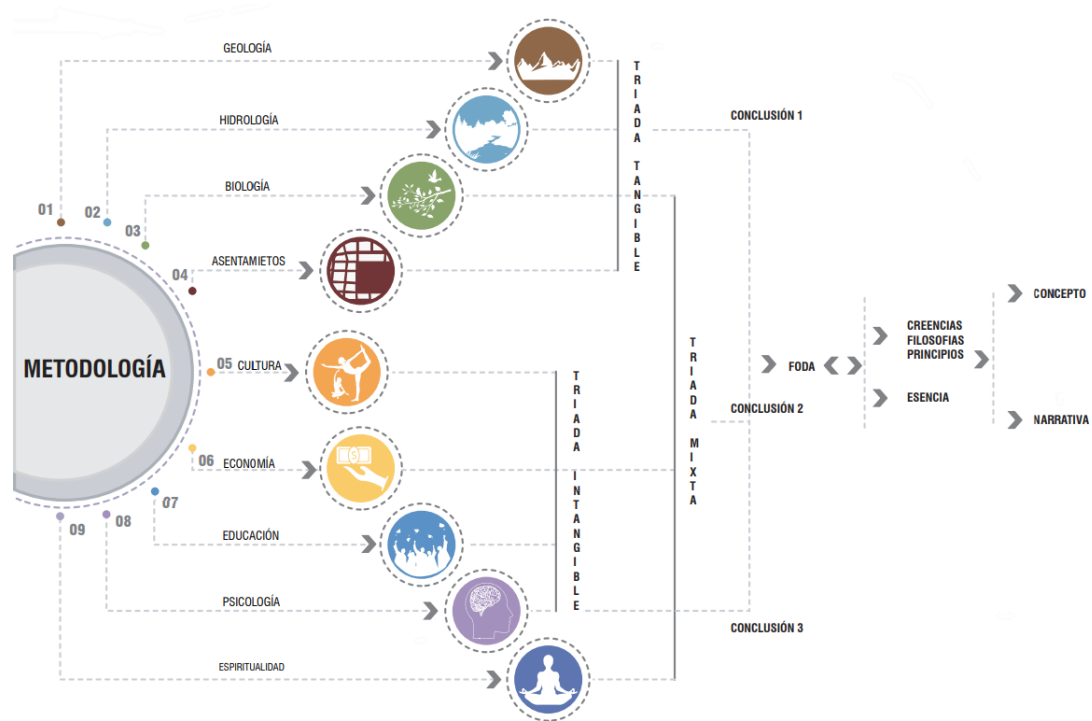 GEOLOGÍA
HIDROLOGÍA
BIOLOGÍA
ASENTAMIETOS
01
02
03
04
METODOLOGÍA
05 CULTURA
06
ECONOMÍA
07
08
09
EDUCACIÓN
PSICOLOGÍA
ESPIRITUALIDAD
$
TRIADA TANGIBLE
TRIADA INTANGIBLE
TRIADA MIXTA
CONCLUSIÓN 1
CONCLUSIÓN 2
CONCLUSIÓN 3
FODA
CREENCIAS
FILOSOFIAS
PRINCIPIOS
ESENCIA
CONCEPTO
NARRATIVA